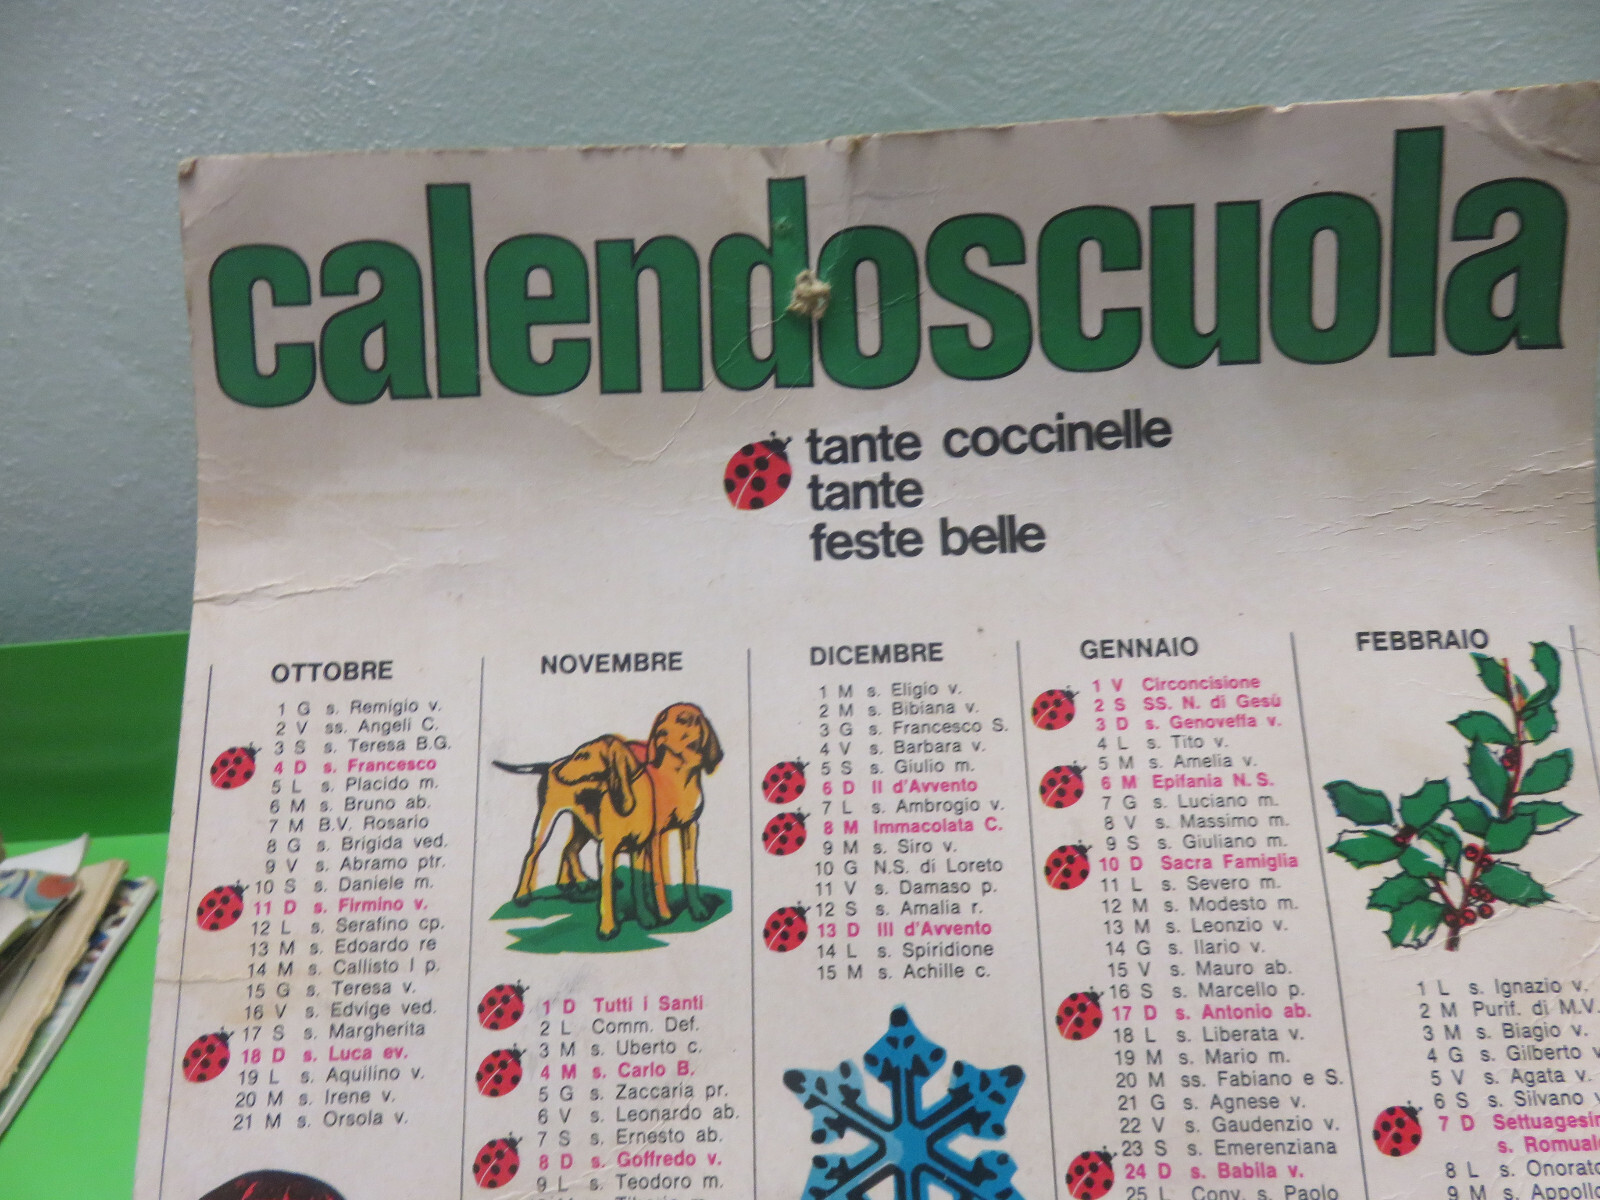 calendoscuola
tante coccinelle
tante
feste belle
OTTOBRE
1 G s. Remigio v.
2 V ss. Angeli C.
3 S s. Teresa B.G.
4 D s. Francesco
5 L s. Placido m.
6 M s. Bruno ab.
7 M B.V. Rosario
8 G s. Brigida ved.
9 V s. Abramo ptr.
10 S s. Daniele m.
11 D s. Firmino v.
12 L s. Serafino cp.
13 M s. Edoardo re
14 M s. Callisto I p.
15 G s. Teresa v.
16 V s. Edvige ved.
17 S s. Margherita
18 D s. Luca ev.
19 L s. Aquilino v.
20 M s. Irene v.
21 M s. Orsola v.
NOVEMBRE
1 D Tutti i Santi
2 L Comm. Def.
3 M s. Uberto c.
4 M s. Carlo B.
5 G s. Zaccaria pr.
6 V s. Leonardo ab.
7 S s. Ernesto ab.
8 D s. Goffredo v.
9 L s. Teodoro m.
DICEMBRE
1 M s. Eligio v.
2 M s. Bibiana v.
3 G s. Francesco S.
4 V s. Barbara v.
5 S s. Giulio m.
6 D II d'Avvento
7 L s. Ambrogio v.
8 M Immacolata C.
9 M s. Siro v.
10 G N.S. di Loreto
11 V s. Damaso p.
12 S s. Amalia r.
13 D III d'Avvento
14 L s. Spiridione
15 M s. Achille c.
GENNAIO
1 V Circoncisione
2 S SS. N. di Gesù
3 D s. Genoveffa v.
4 L s. Tito v.
5 M s. Amelia v.
6 M Epifania N. S.
7 G s. Luciano m.
8 V s. Massimo m.
9 S s. Giuliano m.
10 D Sacra Famiglia
11 L s. Severo m.
12 M s. Modesto m.
13 M s. Leonzio v.
14 G s. Ilario v.
15 V s. Mauro ab.
16 S s. Marcello p.
17 D s. Antonio ab.
18 L s. Liberata v.
19 M s. Mario m.
20 M ss. Fabiano e S.
21 G s. Agnese v.
22 V s. Gaudenzio v.
23 S s. Emerenziana
24 D s. Babila v.
25 L Conv. s. Paolo
FEBBRAIO
1 L s. Ignazio v.
2 M Purif. di M.V.
3 M s. Biagio v.
4 G s. Gilberto v
5 V s. Agata v.
6 S s. Silvano v
7 D Settuagesi
s. Romual
8 L s. Onorato
9 M s. Appollo